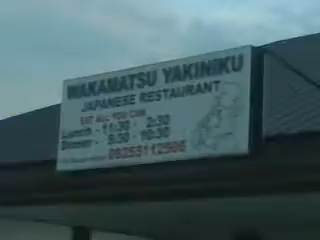 WAKAMATSU YAKINIKU
JAPANESE RESTAURANT
EAT ALL YOU CAN
Lunch - 11:30 - 2:30
Dinner - 5:30 - 10:30